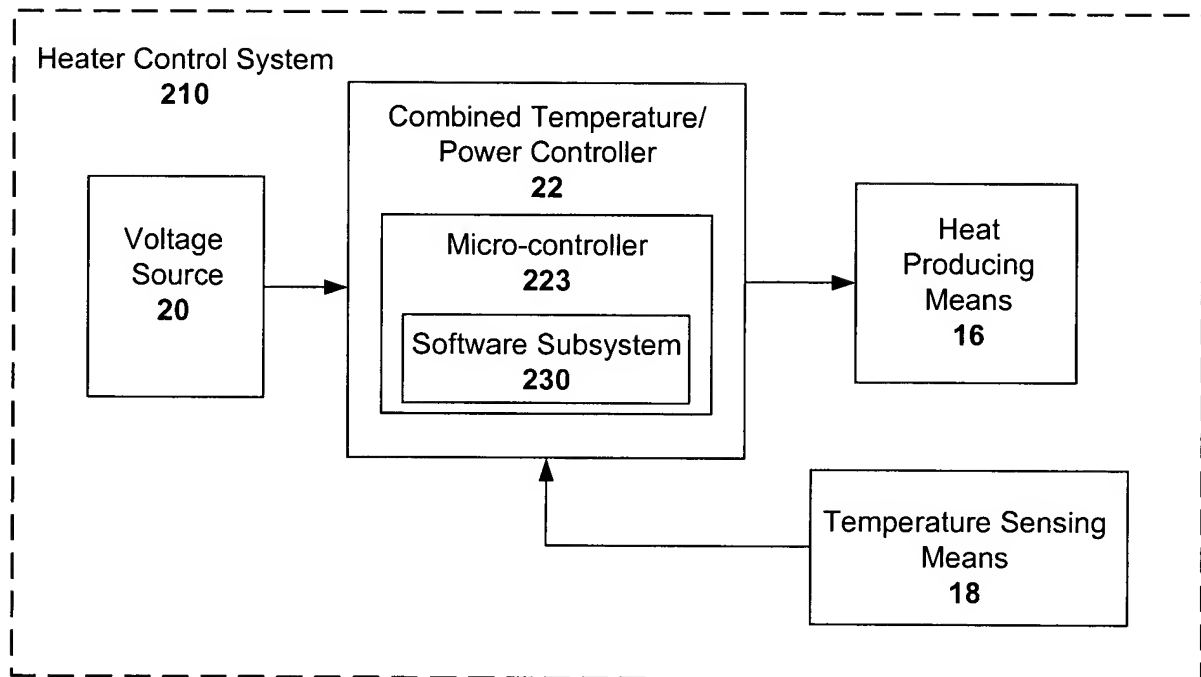 Heater Control System
210
Combined Temperature/
Power Controller
22
Voltage
Source
20
Micro-controller
223
Software Subsystem
230
Heat
Producing
Means
16
Temperature Sensing
Means
18